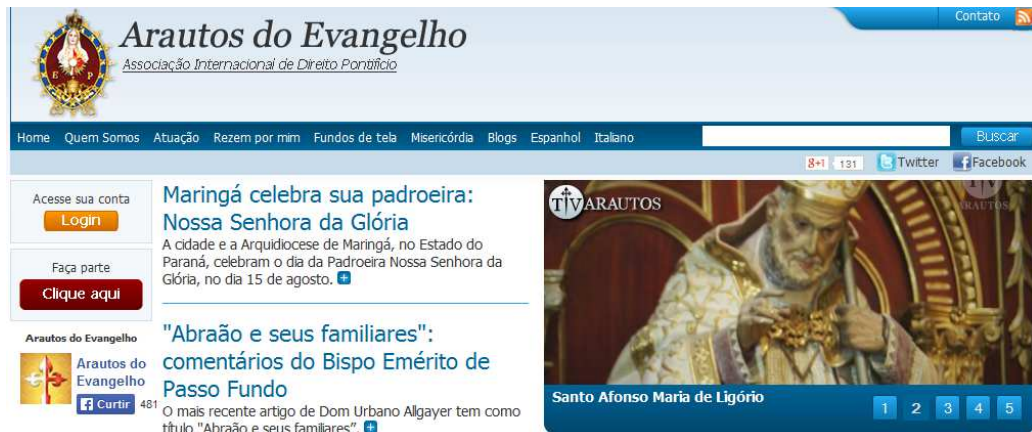 Contato
Arautos do Evangelho
Associação Internacional de Direito Pontifício
E P
Home Quem Somos Atuação Rezem por mim Fundos de tela Misericórdia Blogs Espanhol Italiano Buscar
8+1 131 Twitter Facebook
Acesse sua conta
Login
Faça parte
Clique aqui
Arautos do Evangelho
Arautos do
Evangelho
Curtir 481
Maringá celebra sua padroeira:
Nossa Senhora da Glória
A cidade e a Arquidiocese de Maringá, no Estado do
Paraná, celebram o dia da Padroeira Nossa Senhora da
Glória, no dia 15 de agosto.
"Abraão e seus familiares":
comentários do Bispo Emérito de
Passo Fundo
O mais recente artigo de Dom Urbano Allgayer tem como
título "Abraão e seus familiares".
TV ARAUTOS
TV
ARAUTOS
Santo Afonso Maria de Ligório
1 2 3 4 5